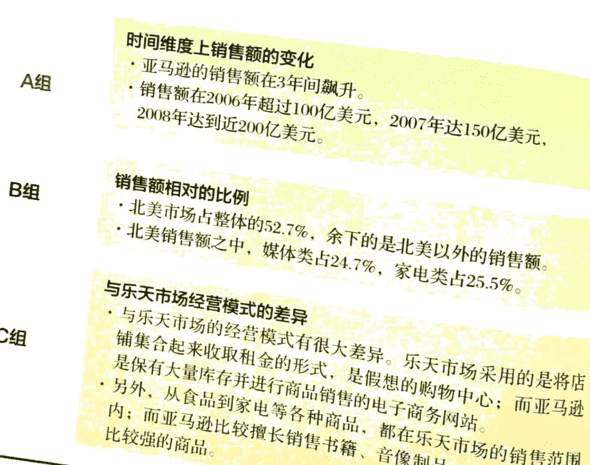 A组
时间维度上销售额的变化
·亚马逊的销售额在3年间飙升。
·销售额在2006年超过100亿美元，2007年达150亿美元，
2008年达到近200亿美元。
B组
销售额相对的比例
·北美市场占整体的52.7%，余下的是北美以外的销售额。
·北美销售额之中，媒体类占24.7%，家电类占25.5%。
C组
与乐天市场经营模式的差异
·与乐天市场的经营模式有很大差异。乐天市场采用的是将店
铺集合起来收取租金的形式，是假想的购物中心；而亚马逊
是保有大量库存并进行商品销售的电子商务网站。
·另外，从食品到家电等各种商品，都在乐天市场的销售范围
内；而亚马逊比较擅长销售书籍、音像制品
比较强的商品。